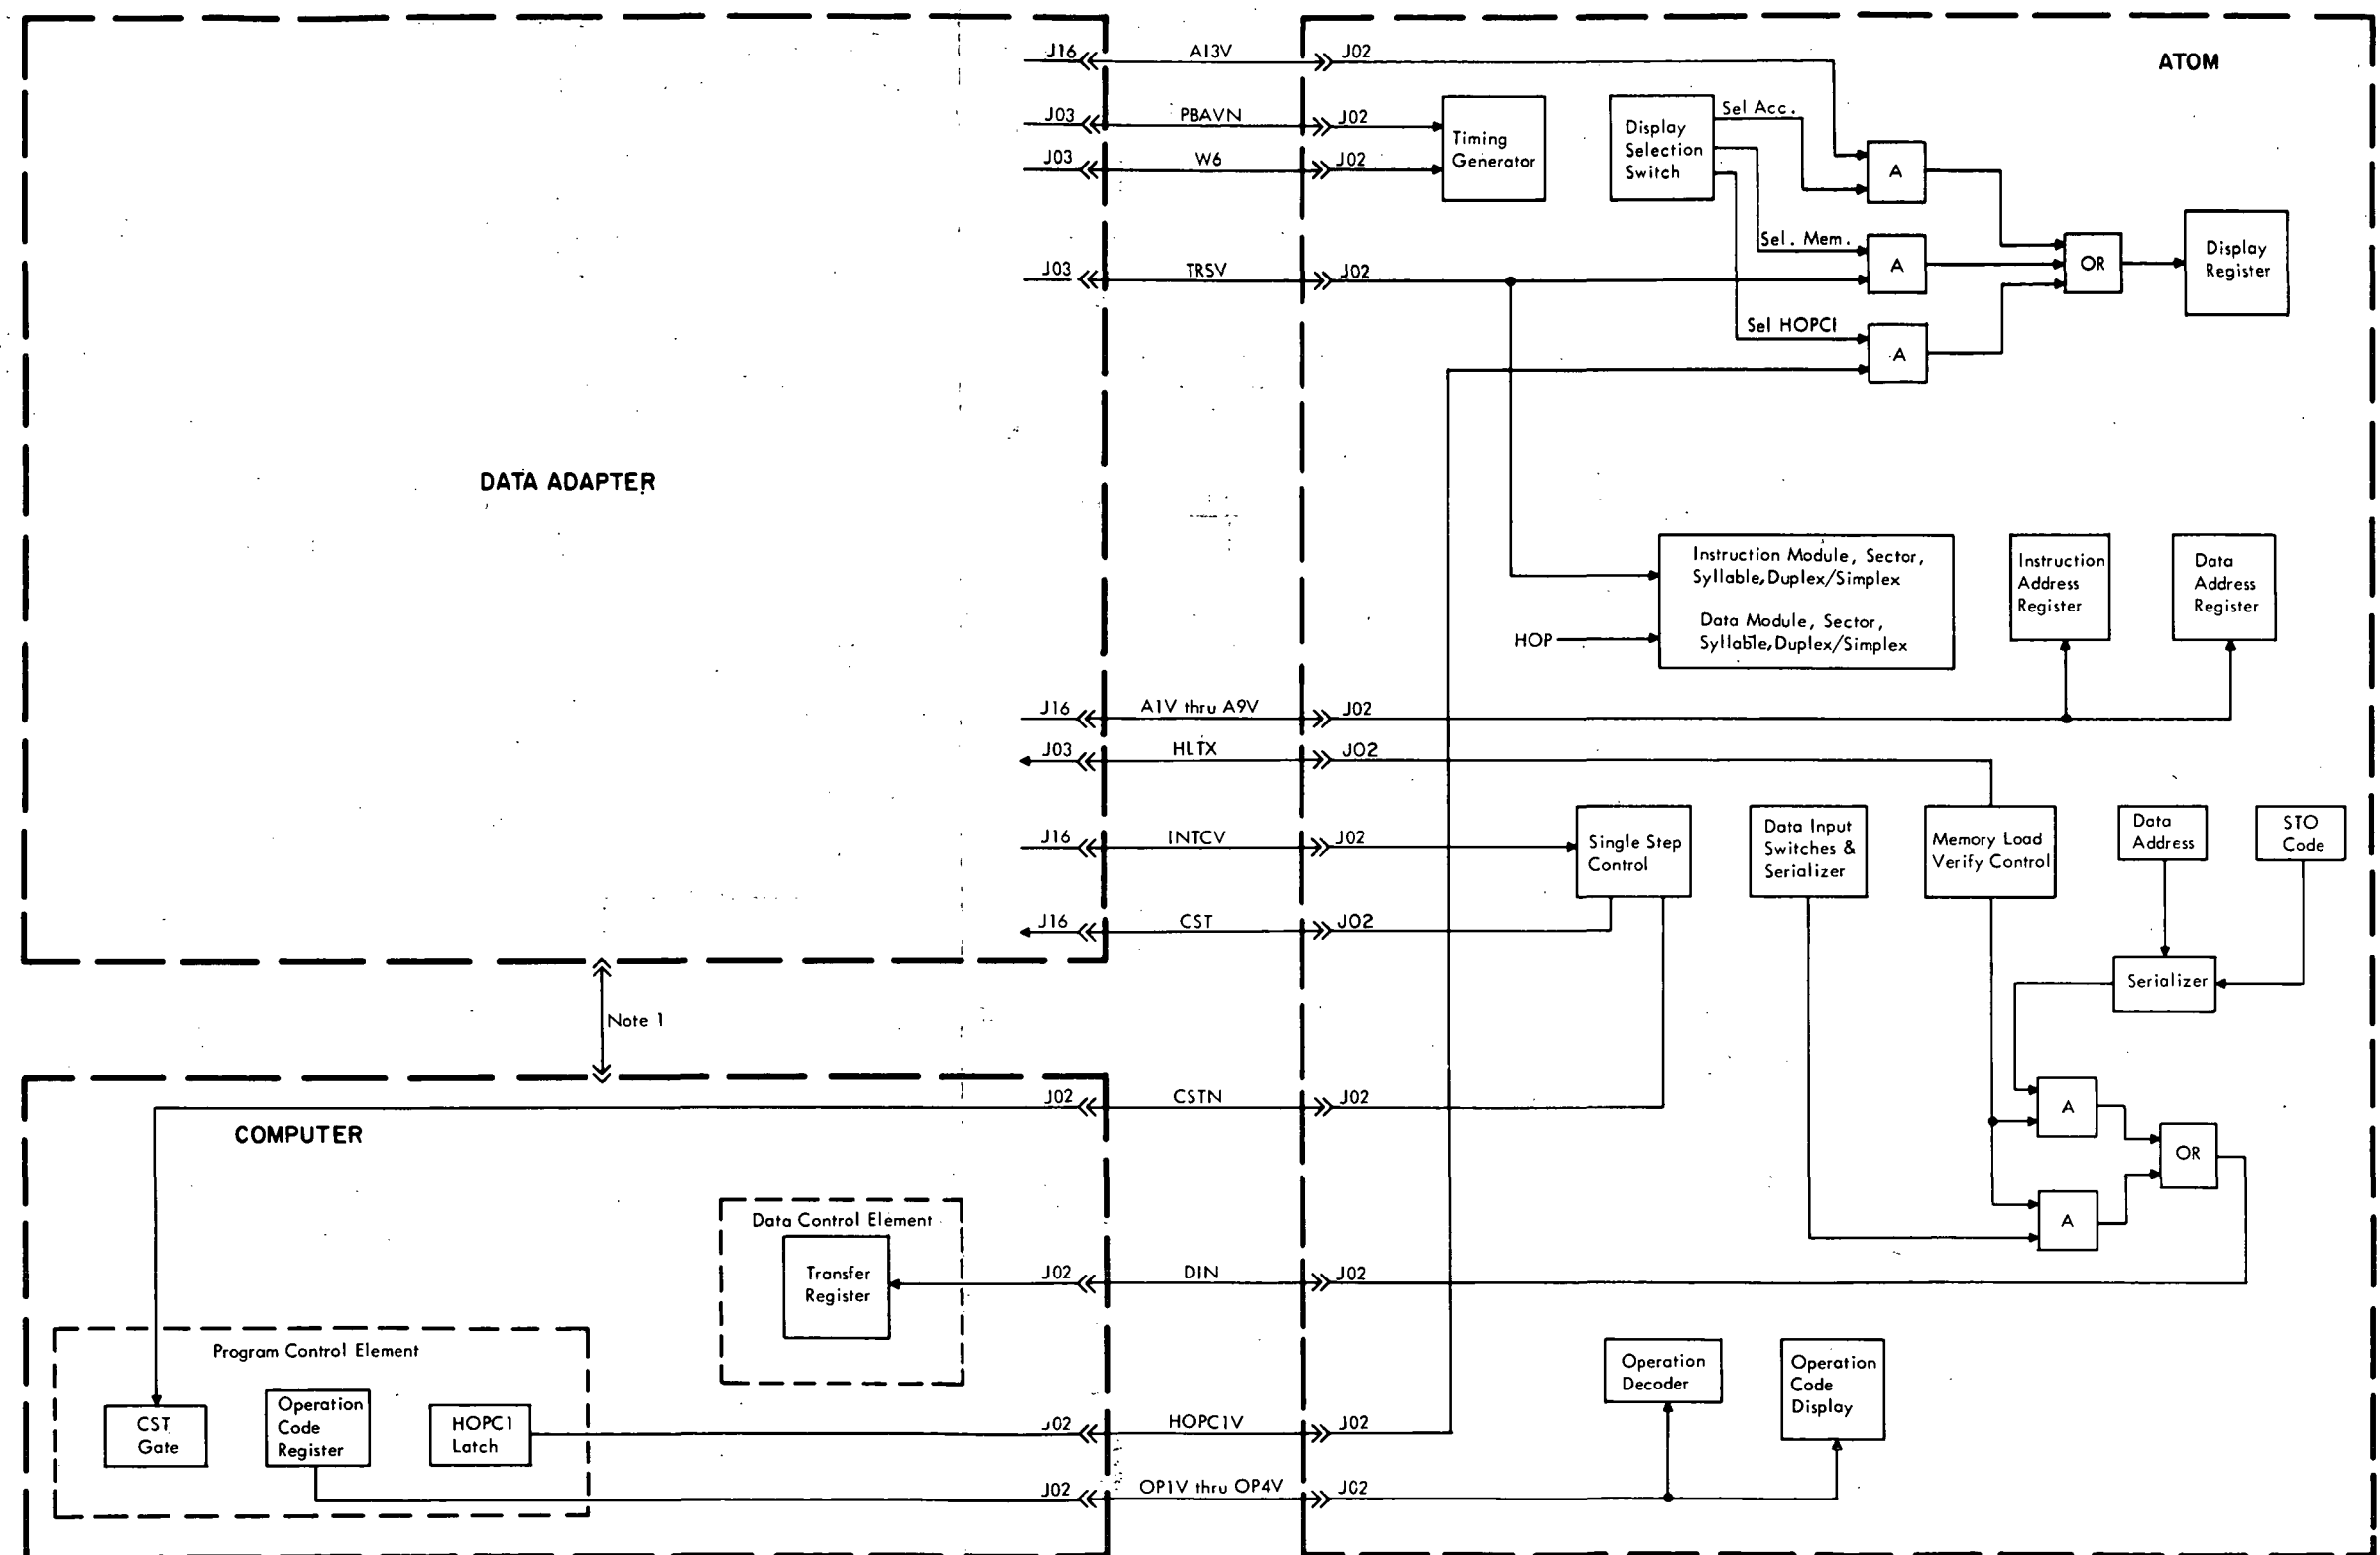 ATOM
J16
AI3V
J02
J03
PBAVN
J02
J03
W6
J02
J03
TRSV
J02
Timing
Generator
Display
Selection
Switch
Sel Acc.
Sel. Mem.
Sel HOPC1
A
A
A
OR
Display
Register
DATA ADAPTER
Instruction Module, Sector,
Syllable,Duplex/Simplex
Data Module, Sector,
Syllable,Duplex/Simplex
HOP
Instruction
Address
Register
Data
Address
Register
J16
A1V thru A9V
J02
J03
HLTX
JO2
J16
INTCV
J02
J16
CST
JO2
Single Step
Control
Data Input
Switches &
Serializer
Memory Load
Verify Control
Data
Address
STO
Code
Serializer
Note 1
COMPUTER
J02
CSTN
J02
A
A
OR
Data Control Element
Transfer
Register
J02
DIN
J02
Program Control Element
CST
Gate
Operation
Code
Register
HOPC1
Latch
J02
HOPC1V
J02
J02
OP1V thru OP4V
J02
Operation
Decoder
Operation
Code
Display